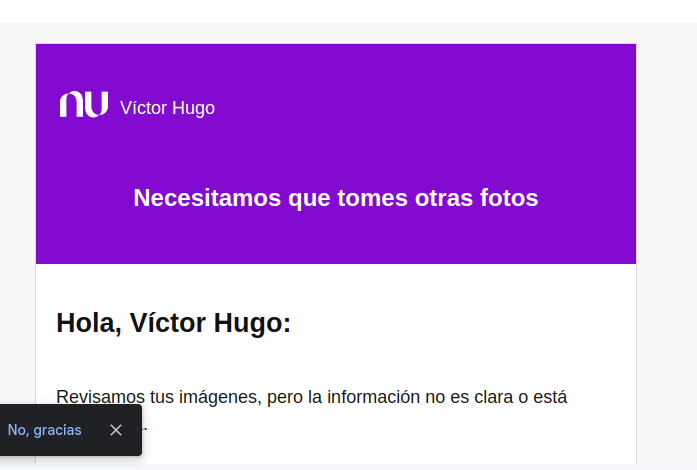 nu Víctor Hugo
Necesitamos que tomes otras fotos
Hola, Víctor Hugo:
Revisamos tus imágenes, pero la información no es clara o está
No, gracias